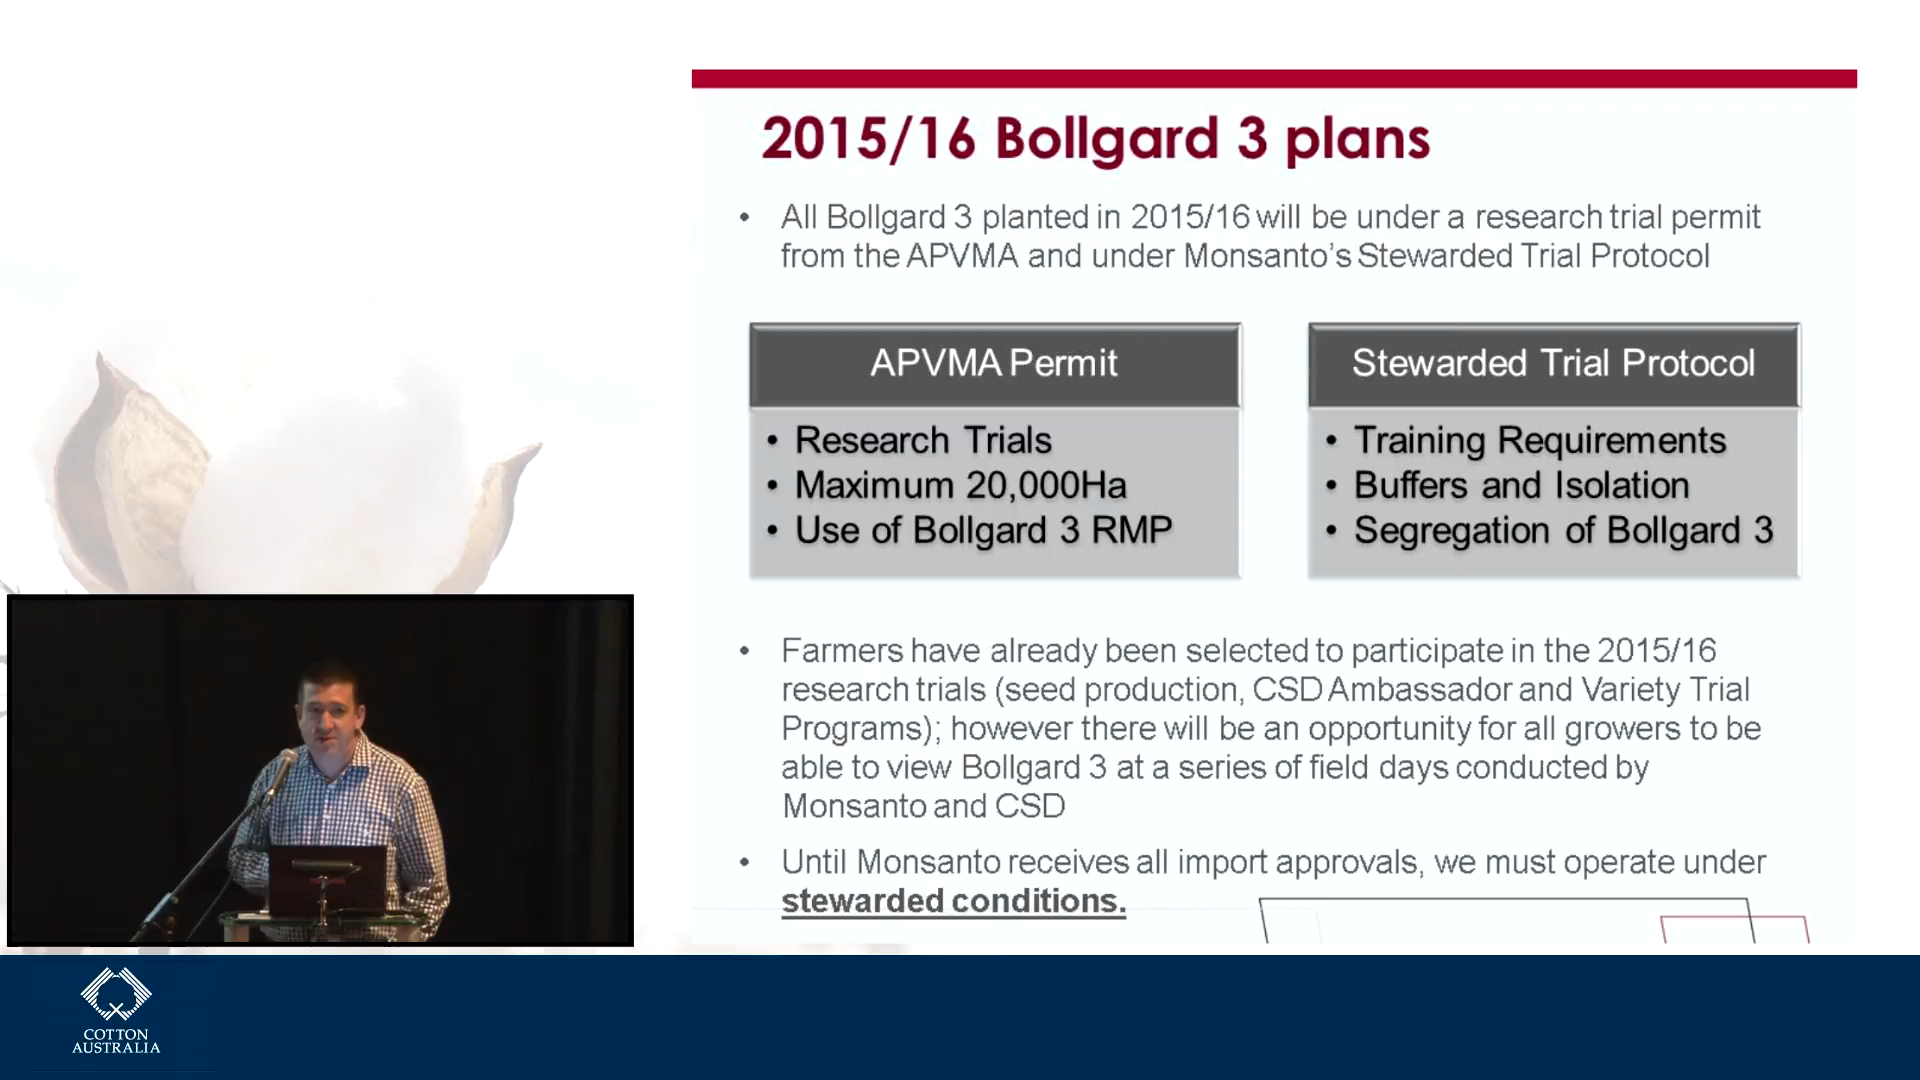 2015/16 Bollgard 3 plans
• All Bollgard 3 planted in 2015/16 will be under a research trial permit
from the APVMA and under Monsanto's Stewarded Trial Protocol
APVMA Permit
• Research Trials
• Maximum 20,000Ha
• Use of Bollgard 3 RMP
Stewarded Trial Protocol
• Training Requirements
• Buffers and Isolation
• Segregation of Bollgard 3
• Farmers have already been selected to participate in the 2015/16
research trials (seed production, CSD Ambassador and Variety Trial
Programs); however there will be an opportunity for all growers to be
able to view Bollgard 3 at a series of field days conducted by
Monsanto and CSD
• Until Monsanto receives all import approvals, we must operate under
stewarded conditions.
COTTON
AUSTRALIA